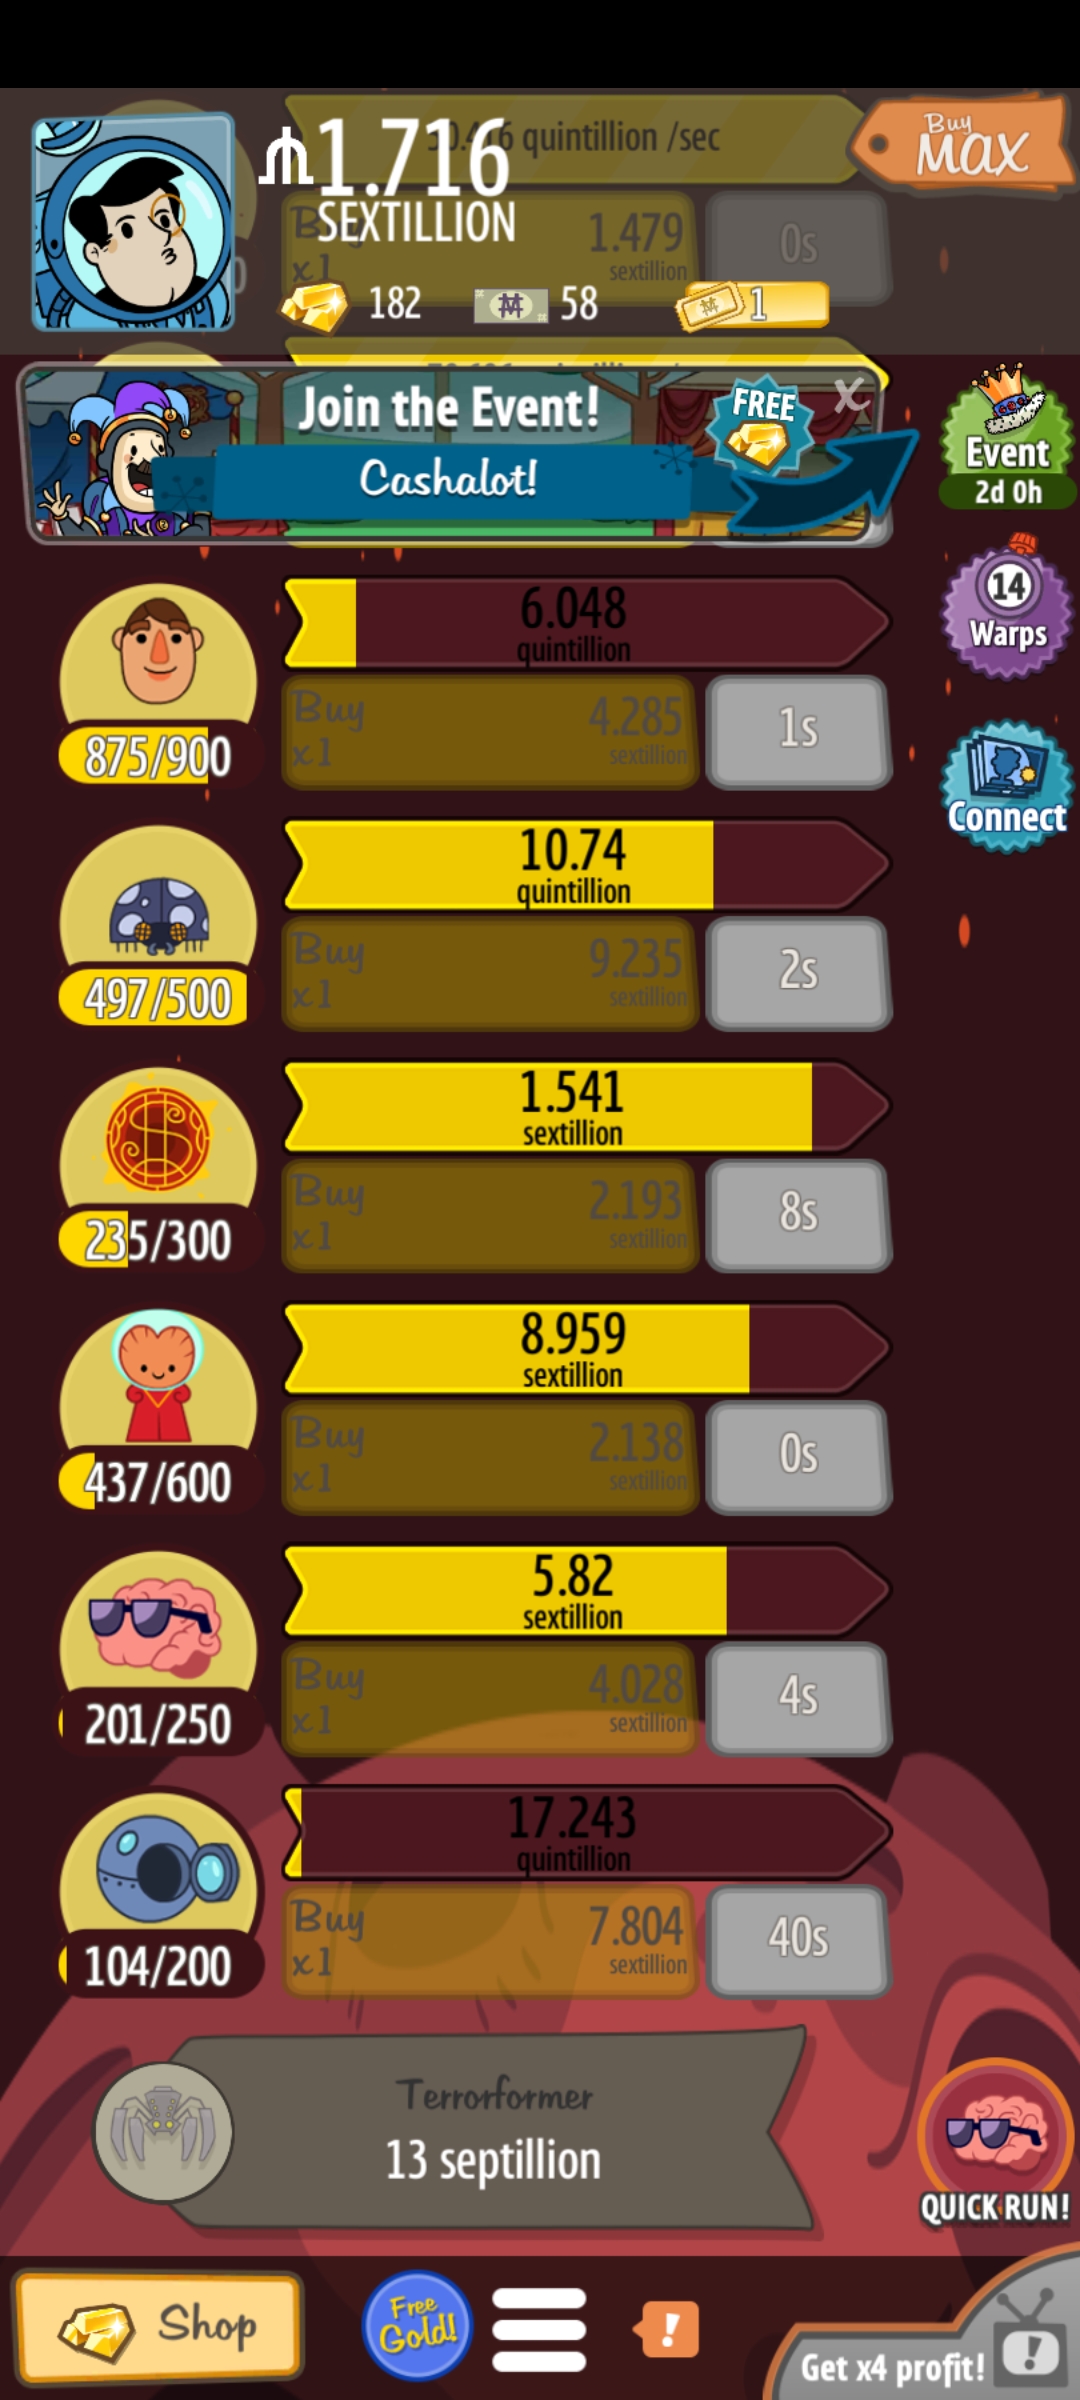 1.716
quintillion /sec
Buy
MAX
SEXTILLION
1.479
sextillion
x1
0s
182
58
1
Join the Event!
FREE
X
Cashalot!
Event
2d 0h
14
Warps
Connect
6.048
quintillion
Buy
x1
4.285
sextillion
1s
875/900
10.74
quintillion
Buy
x1
9.235
sextillion
2s
497/500
1.541
sextillion
Buy
x1
2.193
sextillion
8s
235/300
8.959
sextillion
Buy
x1
2.138
sextillion
0s
437/600
5.82
sextillion
Buy
x1
4.028
sextillion
4s
201/250
17.243
quintillion
Buy
x1
7.804
sextillion
40s
104/200
Terrorformer
13 septillion
QUICK RUN!
Shop
Free
Gold!
!
Get x4 profit!
!